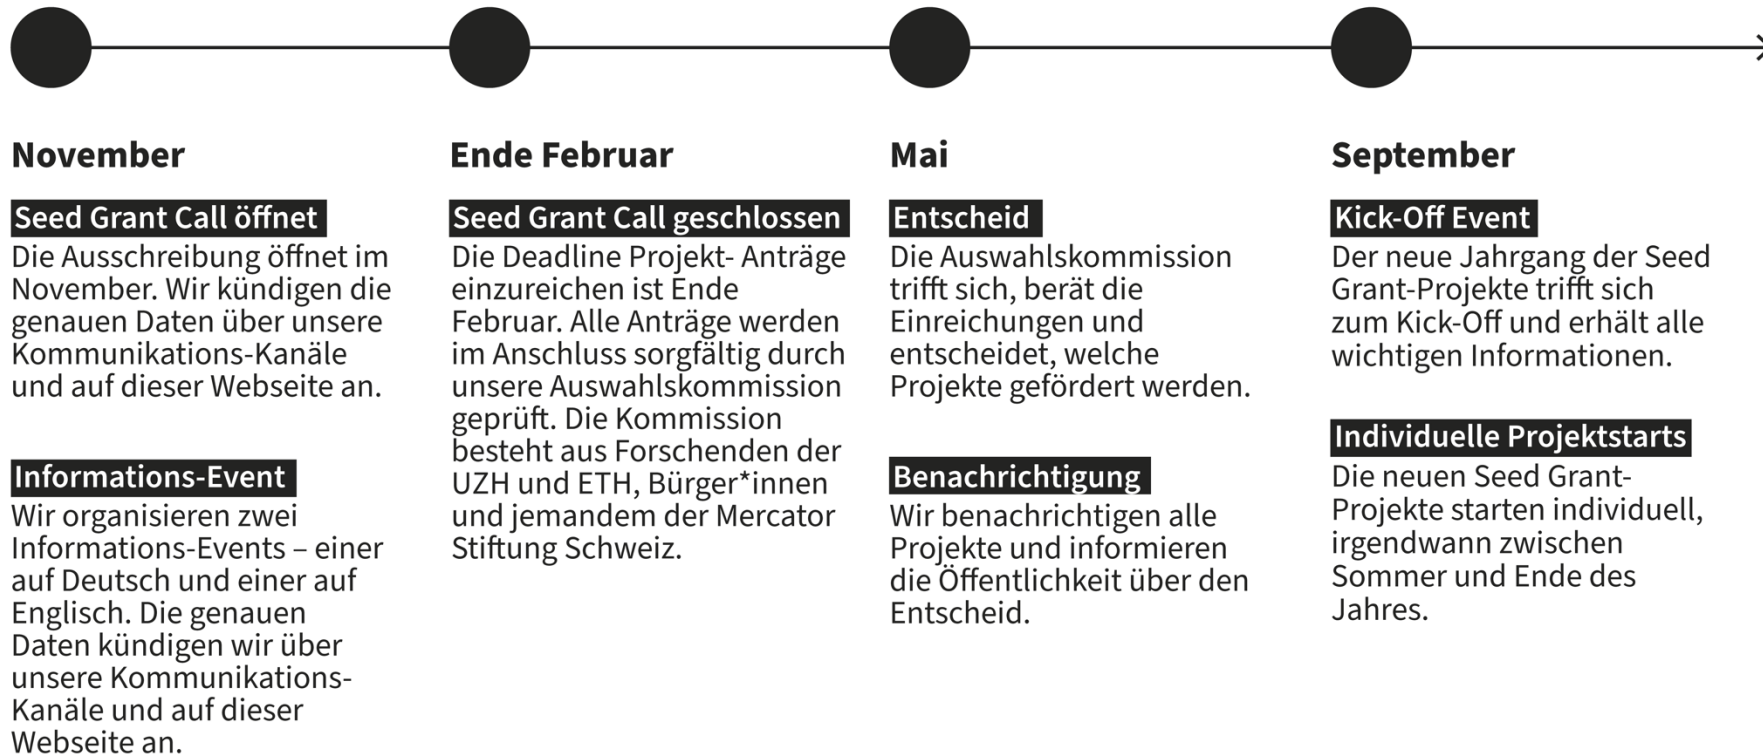 November
Seed Grant Call öffnet
Die Ausschreibung öffnet im
November. Wir kündigen die
genauen Daten über unsere
Kommunikations-Kanäle
und auf dieser Webseite an.
Informations-Event
Wir organisieren zwei
Informations-Events – einer
auf Deutsch und einer auf
Englisch. Die genauen
Daten kündigen wir über
unsere Kommunikations-
Kanäle und auf dieser
Webseite an.
Ende Februar
Seed Grant Call geschlossen
Die Deadline Projekt- Anträge
einzureichen ist Ende
Februar. Alle Anträge werden
im Anschluss sorgfältig durch
unsere Auswahlskommission
geprüft. Die Kommission
besteht aus Forschenden der
UZH und ETH, Bürger*innen
und jemandem der Mercator
Stiftung Schweiz.
Mai
Entscheid
Die Auswahlskommission
trifft sich, berät die
Einreichungen und
entscheidet, welche
Projekte gefördert werden.
Benachrichtigung
Wir benachrichtigen alle
Projekte und informieren
die Öffentlichkeit über den
Entscheid.
September
Kick-Off Event
Der neue Jahrgang der Seed
Grant-Projekte trifft sich
zum Kick-Off und erhält alle
wichtigen Informationen.
Individuelle Projektstarts
Die neuen Seed Grant-
Projekte starten individuell,
irgendwann zwischen
Sommer und Ende des
Jahres.